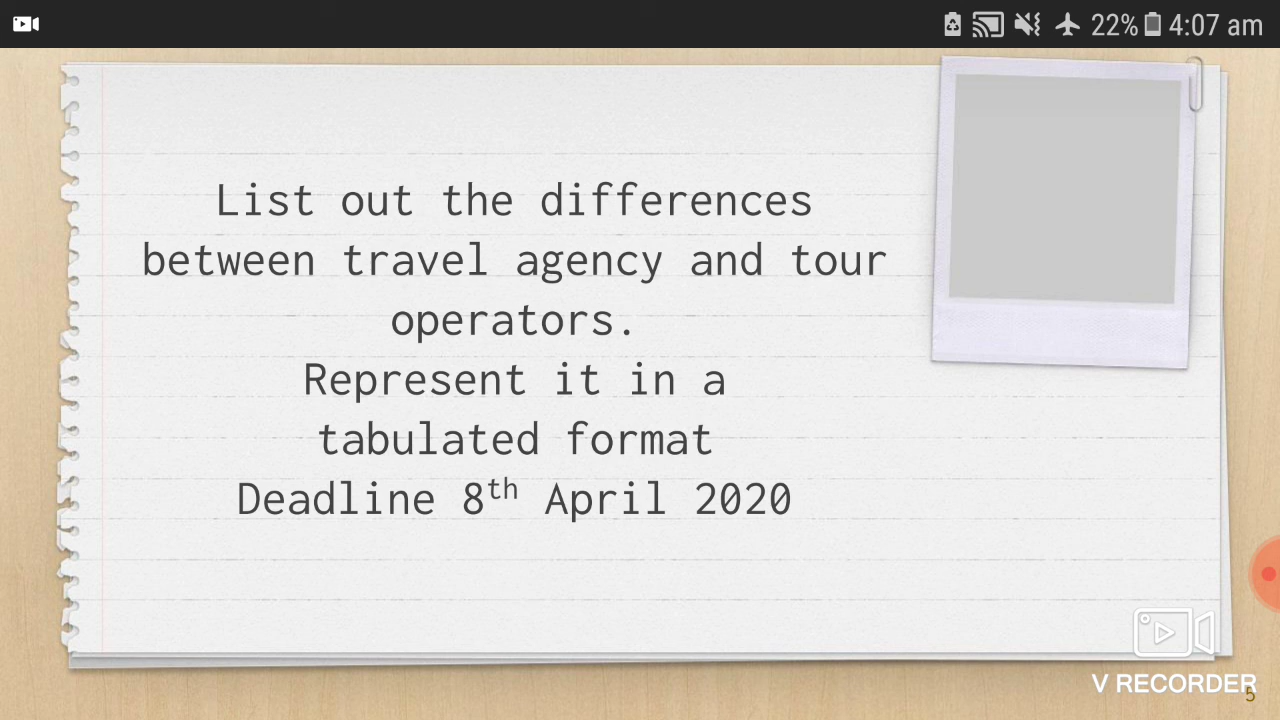 22% 4:07 am
List out the differences
between travel agency and tour
operators.
Represent it in a
tabulated format
Deadline 8th April 2020
V RECORDER
5